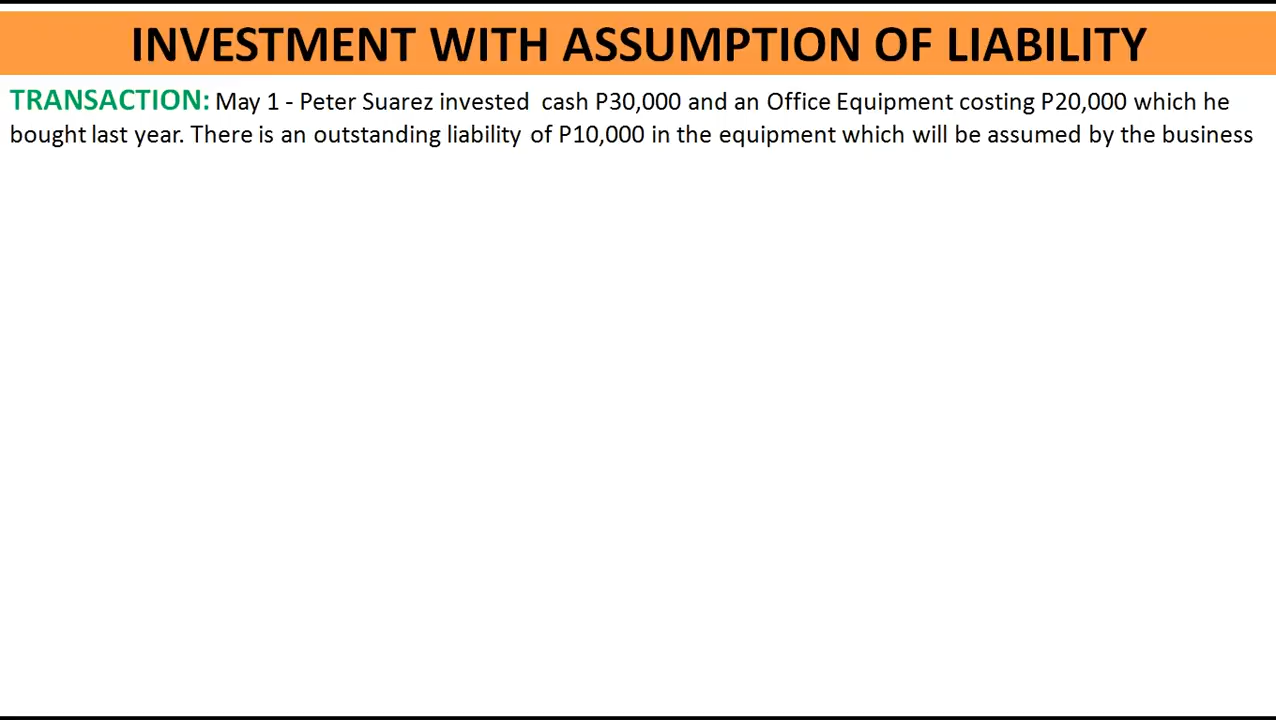 INVESTMENT WITH ASSUMPTION OF LIABILITY
TRANSACTION: May 1 - Peter Suarez invested cash P30,000 and an Office Equipment costing P20,000 which he
bought last year. There is an outstanding liability of P10,000 in the equipment which will be assumed by the business